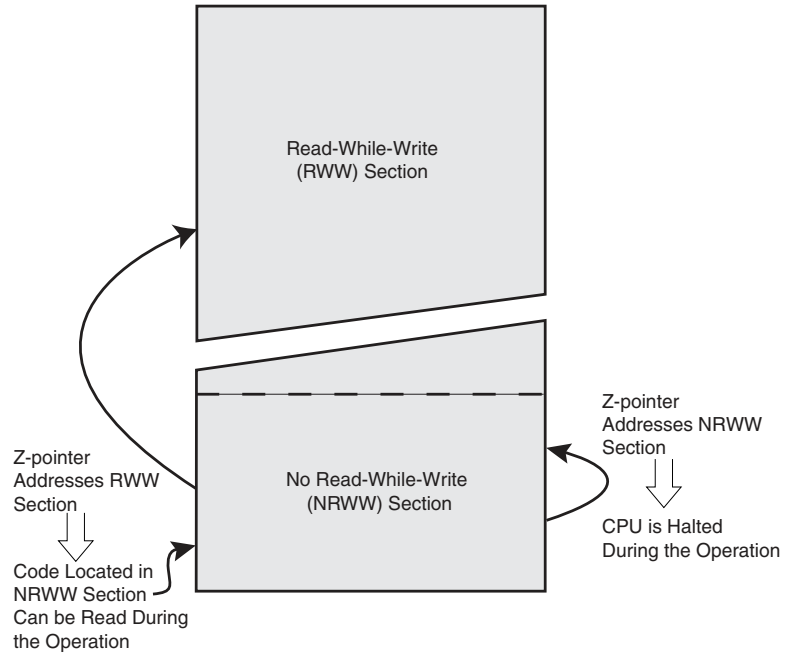 Read-While-Write
(RWW) Section
Z-pointer
Addresses RWW
Section
Code Located in
NRWW Section
Can be Read During
the Operation
No Read-While-Write
(NRWW) Section
Z-pointer
Addresses NRWW
Section
CPU is Halted
During the Operation